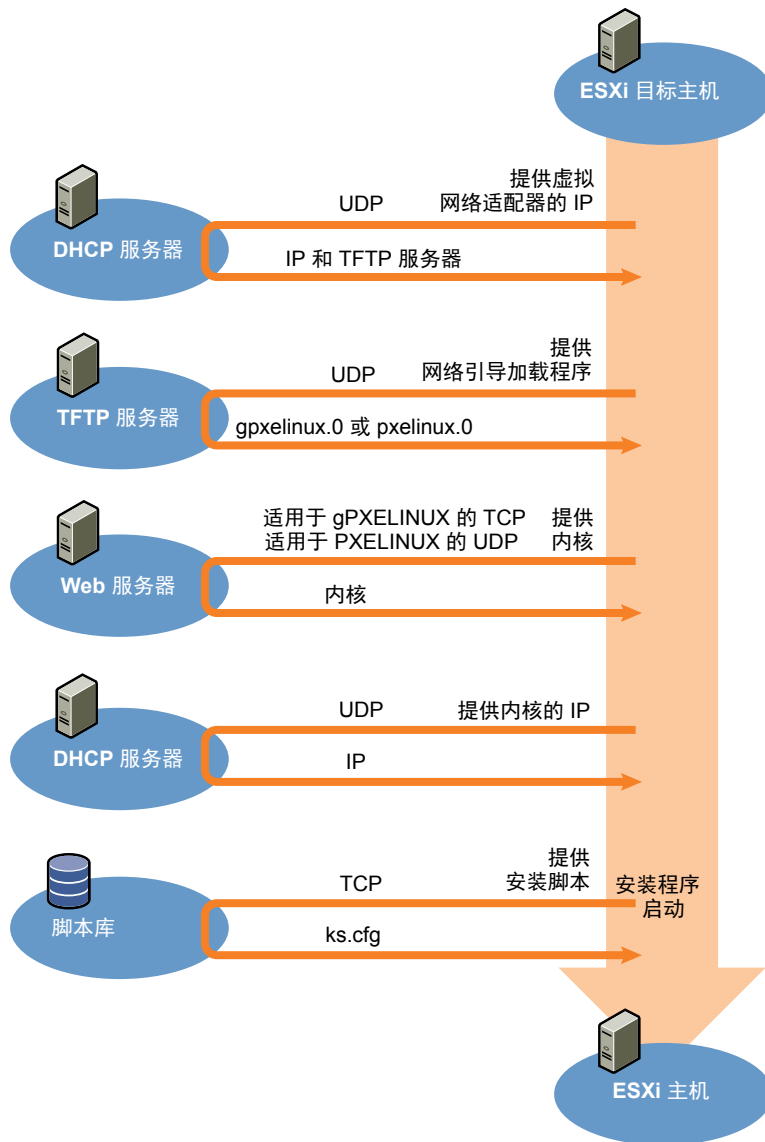 ESXi 目标主机
提供虚拟
UDP 网络适配器的 IP
DHCP 服务器
IP 和 TFTP 服务器
提供
UDP 网络引导加载程序
TFTP 服务器
gpxelinux.0 或 pxelinux.0
适用于 gPXELINUX 的 TCP 提供
适用于 PXELINUX 的 UDP 内核
Web 服务器
内核
UDP 提供内核的 IP
DHCP 服务器
IP
提供
TCP 安装脚本
安装程序
启动
脚本库
ks.cfg
ESXi 主机